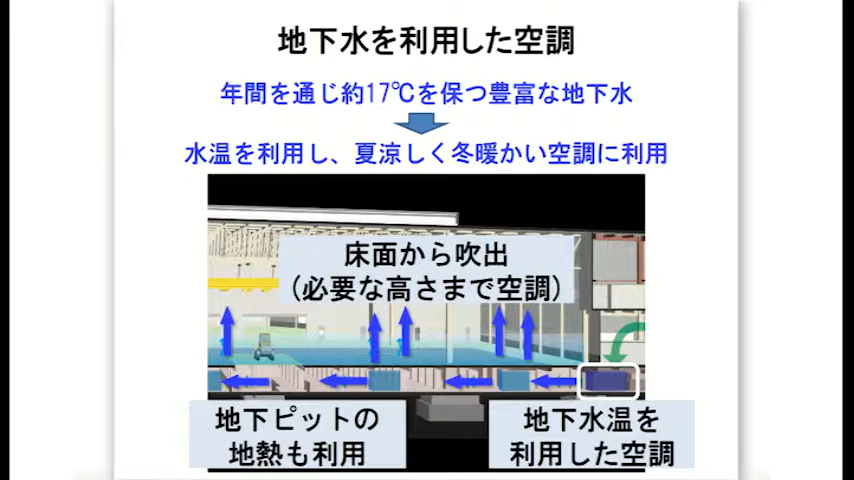 地下水を利用した空調
年間を通じ約17℃を保つ豊富な地下水
水温を利用し、夏涼しく冬暖かい空調に利用
床面から吹出
(必要な高さまで空調)
地下ピットの
地熱も利用
地下水温を
利用した空調